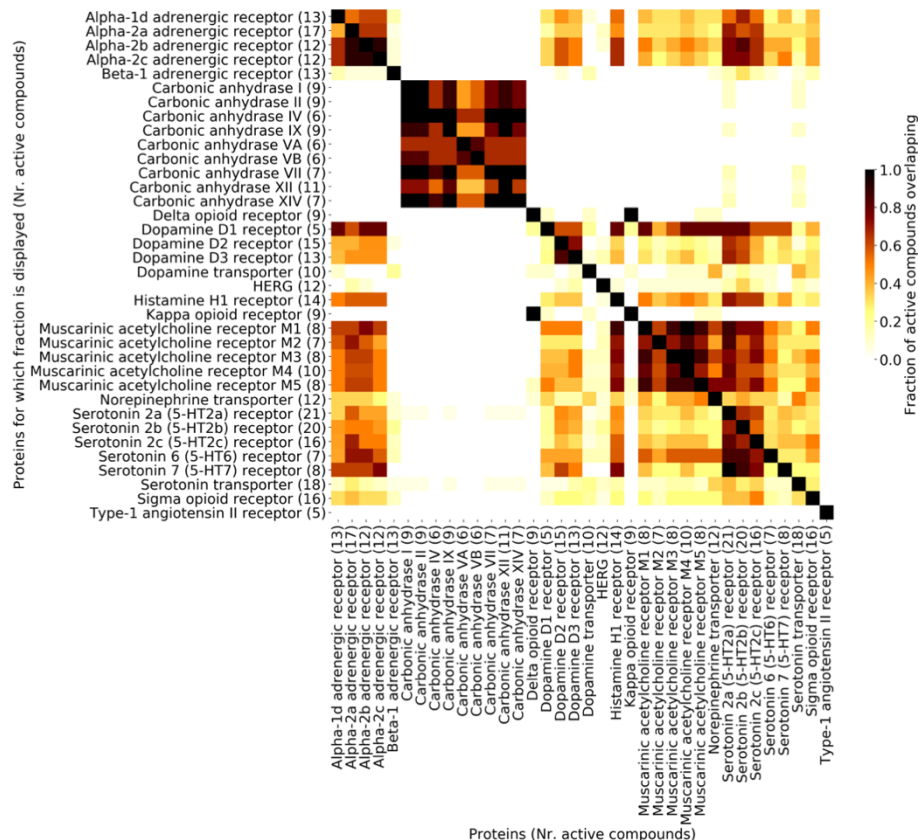 Proteins for which fraction is displayed (Nr. active compounds)
Alpha-1d adrenergic receptor (13)
Alpha-2a adrenergic receptor (17)
Alpha-2b adrenergic receptor (12)
Alpha-2c adrenergic receptor (12)
Beta-1 adrenergic receptor (13)
Carbonic anhydrase I (9)
Carbonic anhydrase II (9)
Carbonic anhydrase IV (6)
Carbonic anhydrase IX (9)
Carbonic anhydrase VA (6)
Carbonic anhydrase VB (6)
Carbonic anhydrase VII (7)
Carbonic anhydrase XII (11)
Carbonic anhydrase XIV (7)
Delta opioid receptor (9)
Dopamine D1 receptor (5)
Dopamine D2 receptor (15)
Dopamine D3 receptor (13)
Dopamine transporter (10)
HERG (12)
Histamine H1 receptor (14)
Kappa opioid receptor (9)
Muscarinic acetylcholine receptor M1 (8)
Muscarinic acetylcholine receptor M2 (7)
Muscarinic acetylcholine receptor M3 (8)
Muscarinic acetylcholine receptor M4 (10)
Muscarinic acetylcholine receptor M5 (8)
Norepinephrine transporter (12)
Serotonin 2a (5-HT2a) receptor (21)
Serotonin 2b (5-HT2b) receptor (20)
Serotonin 2c (5-HT2c) receptor (16)
Serotonin 6 (5-HT6) receptor (7)
Serotonin 7 (5-HT7) receptor (8)
Serotonin transporter (18)
Sigma opioid receptor (16)
Type-1 angiotensin II receptor (5)
1.0
0.8
0.6
0.4
0.2
0.0
Fraction of active compounds overlapping
Alpha-1d adrenergic receptor (13)
Alpha-2a adrenergic receptor (17)
Alpha-2b adrenergic receptor (12)
Alpha-2c adrenergic receptor (12)
Beta-1 adrenergic receptor (13)
Carbonic anhydrase I (9)
Carbonic anhydrase II (9)
Carbonic anhydrase IV (6)
Carbonic anhydrase IX (9)
Carbonic anhydrase VA (6)
Carbonic anhydrase VB (6)
Carbonic anhydrase VII (7)
Carbonic anhydrase XII (11)
Carbonic anhydrase XIV (7)
Delta opioid receptor (9)
Dopamine D1 receptor (5)
Dopamine D2 receptor (15)
Dopamine D3 receptor (13)
Dopamine transporter (10)
HERG (12)
Histamine H1 receptor (14)
Kappa opioid receptor (9)
Muscarinic acetylcholine receptor M1 (8)
Muscarinic acetylcholine receptor M2 (7)
Muscarinic acetylcholine receptor M3 (8)
Muscarinic acetylcholine receptor M4 (10)
Muscarinic acetylcholine receptor M5 (8)
Norepinephrine transporter (12)
Serotonin 2a (5-HT2a) receptor (21)
Serotonin 2b (5-HT2b) receptor (20)
Serotonin 2c (5-HT2c) receptor (16)
Serotonin 6 (5-HT6) receptor (7)
Serotonin 7 (5-HT7) receptor (8)
Serotonin transporter (18)
Sigma opioid receptor (16)
Type-1 angiotensin II receptor (5)
Proteins (Nr. active compounds)